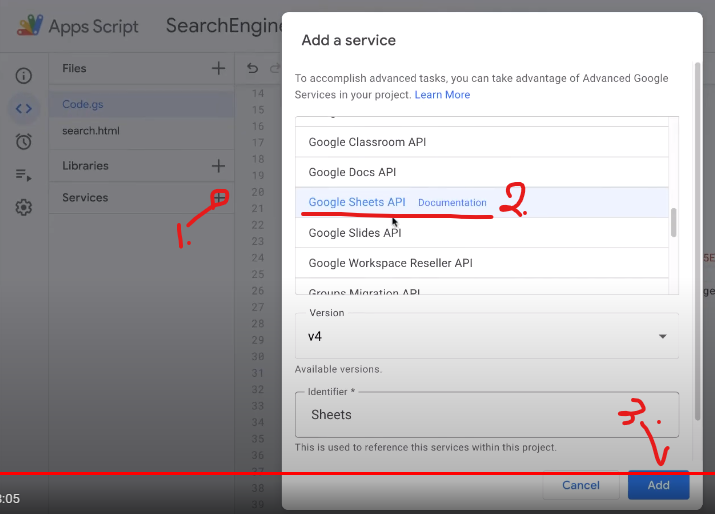 Apps Script
SearchEngin
Files
Code.gs
search.html
Libraries
Services
1.
14
15
16
17
18
19
20
21
22
23
24
25
26
27
28
29
30
31
32
33
34
35
36
37
38
39
Add a service
To accomplish advanced tasks, you can take advantage of Advanced Google
Services in your project. Learn More
Google Classroom API
Google Docs API
Google Sheets API Documentation
2.
Google Slides API
Google Workspace Reseller API
Groups Migration API
Version
v4
Available versions.
Identifier *
Sheets
3.
This is used to reference this services within this project.
Cancel
Add
SE
ge
:05